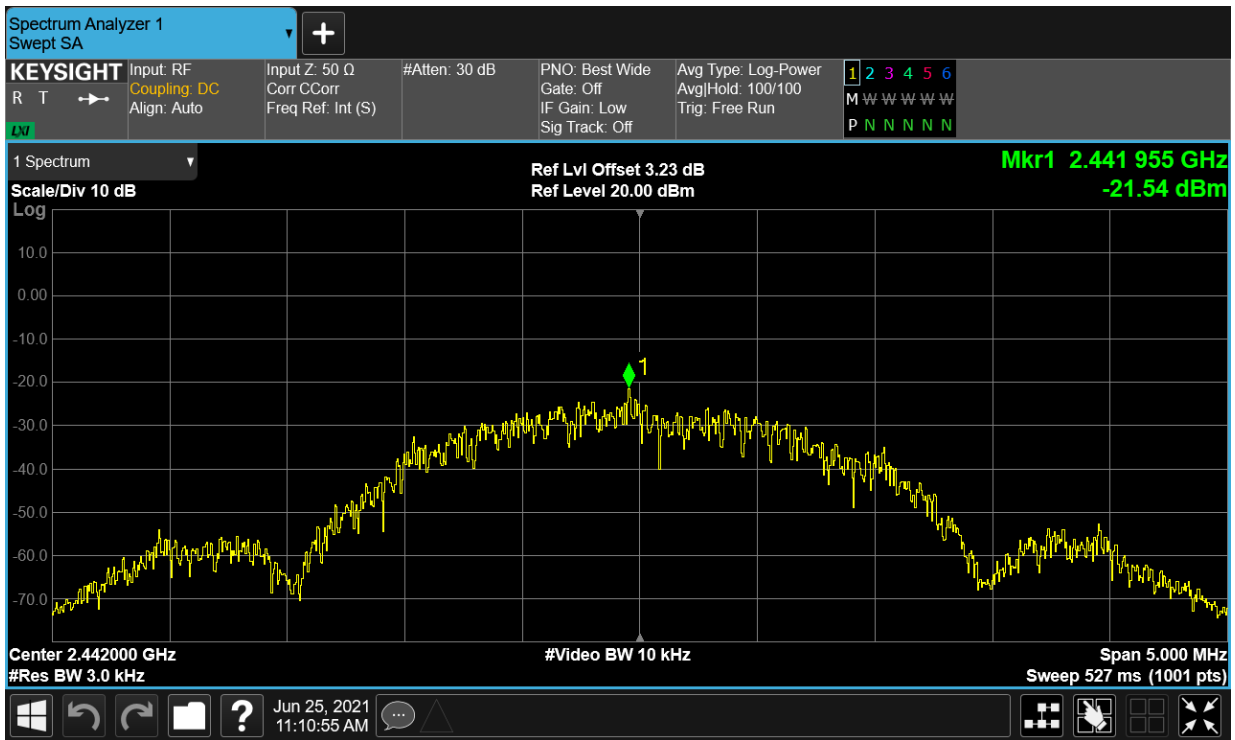 Spectrum Analyzer 1
Swept SA
+
KEYSIGHT
R T
LXI
Input: RF
Coupling: DC
Align: Auto
Input Z: 50 Ω
Corr CCorr
Freq Ref: Int (S)
#Atten: 30 dB
PNO: Best Wide
Gate: Off
IF Gain: Low
Sig Track: Off
Avg Type: Log-Power
Avg|Hold: 100/100
Trig: Free Run
1 2 3 4 5 6
M W W W W W
P N N N N N
1 Spectrum
Scale/Div 10 dB
Log
Ref Lvl Offset 3.23 dB
Ref Level 20.00 dBm
Mkr1 2.441 955 GHz
-21.54 dBm
10.0
0.00
-10.0
1
-20.0
-30.0
-40.0
-50.0
-60.0
-70.0
Center 2.442000 GHz
#Video BW 10 kHz
Span 5.000 MHz
#Res BW 3.0 kHz
Sweep 527 ms (1001 pts)
?
Jun 25, 2021
11:10:55 AM